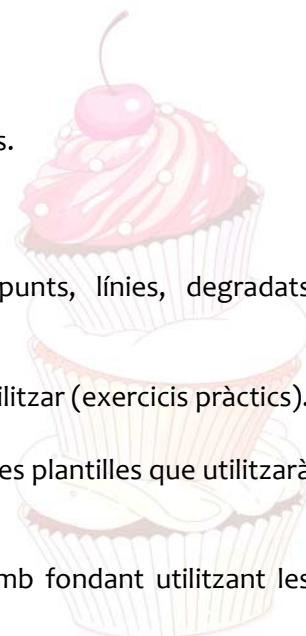 s.
punts, línies, degradats
ilitzar (exercicis pràctics).
es plantilles que utilitzarà
mb fondant utilitzant les